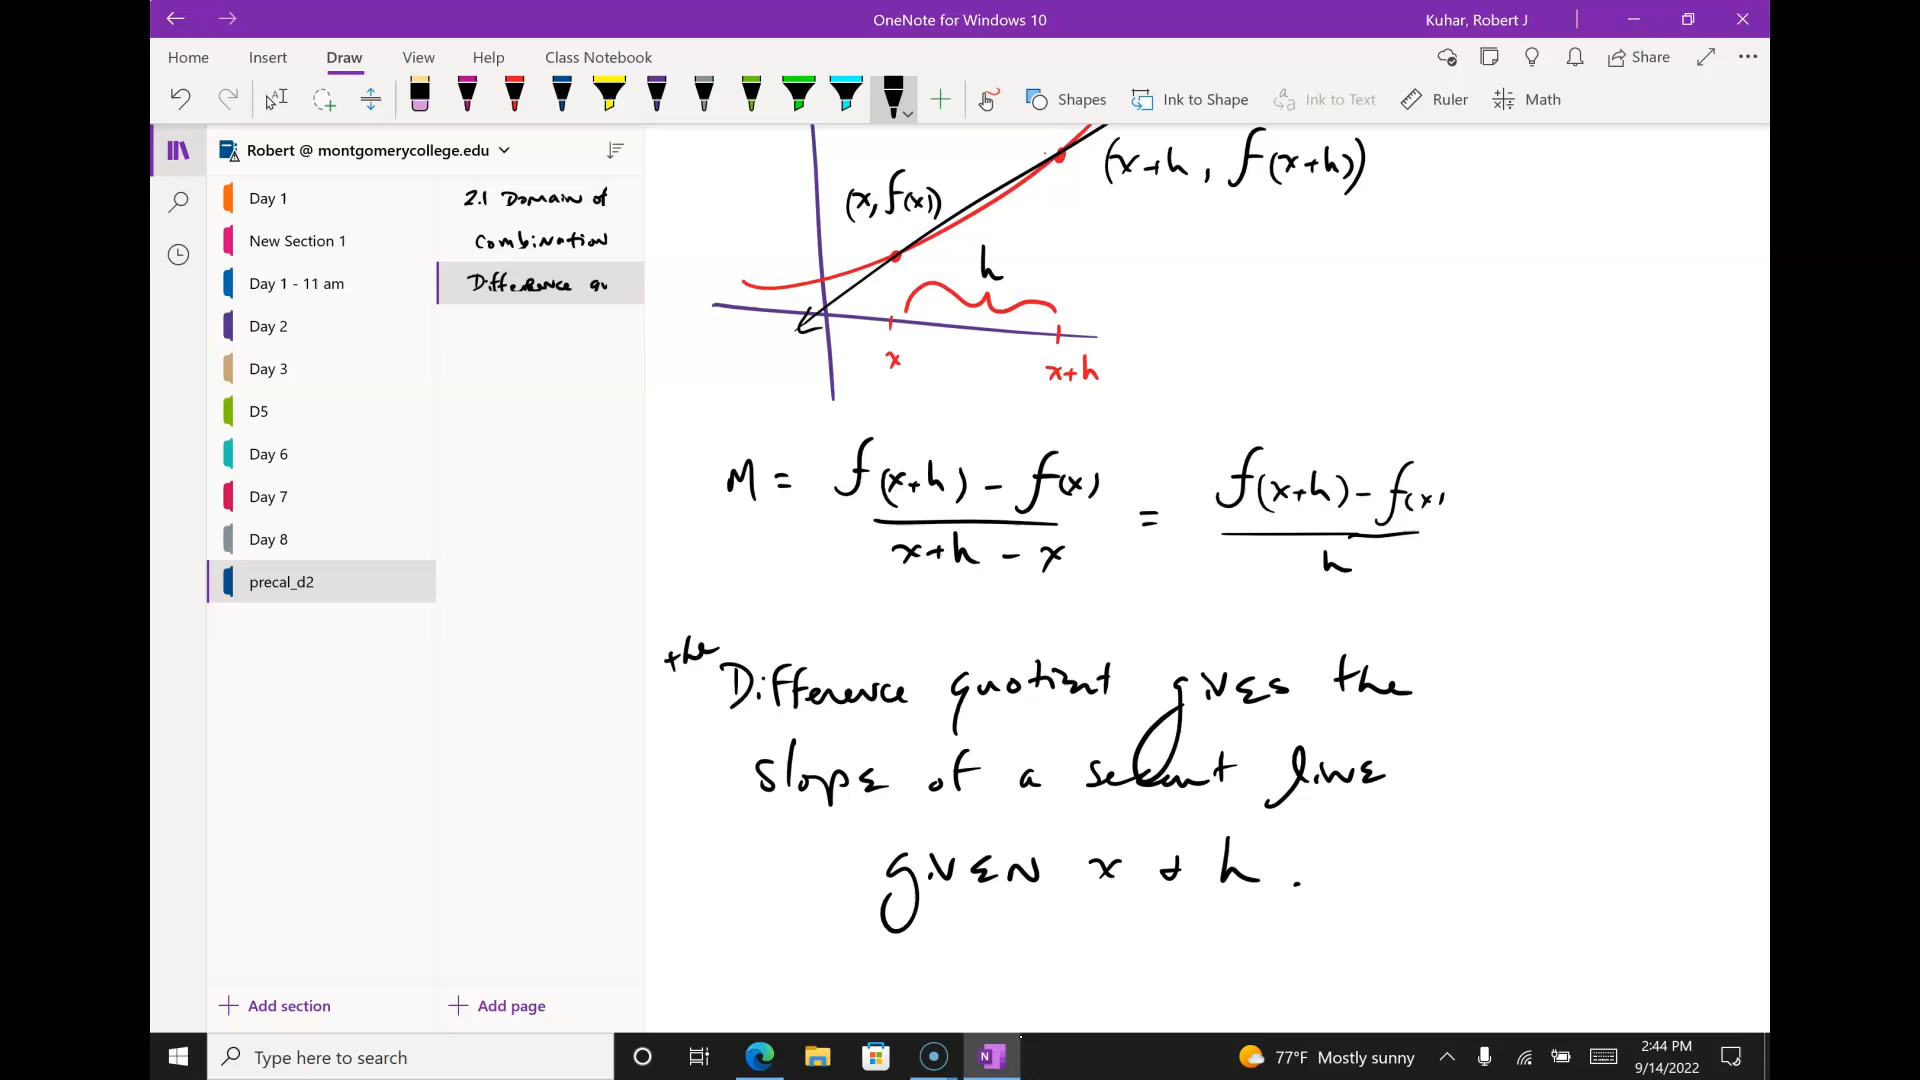 OneNote for Windows 10
Kuhar, Robert J
Home Insert Draw View Help Class Notebook
Share
Shapes Ink to Shape Ink to Text Ruler Math
Robert @ montgomerycollege.edu
Day 1
New Section 1
Day 1 - 11 am
Day 2
Day 3
D5
Day 6
Day 7
Day 8
precal_d2
Add section
2.1 Domain of
Combination
Difference qu
Add page
(x+h, f(x+h))
(x, f(x))
h
x
x+h
M = f(x+h) - f(x) / x+h - x = f(x+h) - f(x) / h
the Difference quotient gives the
slope of a secant line
given x + h.
Type here to search
77°F Mostly sunny
2:44 PM
9/14/2022